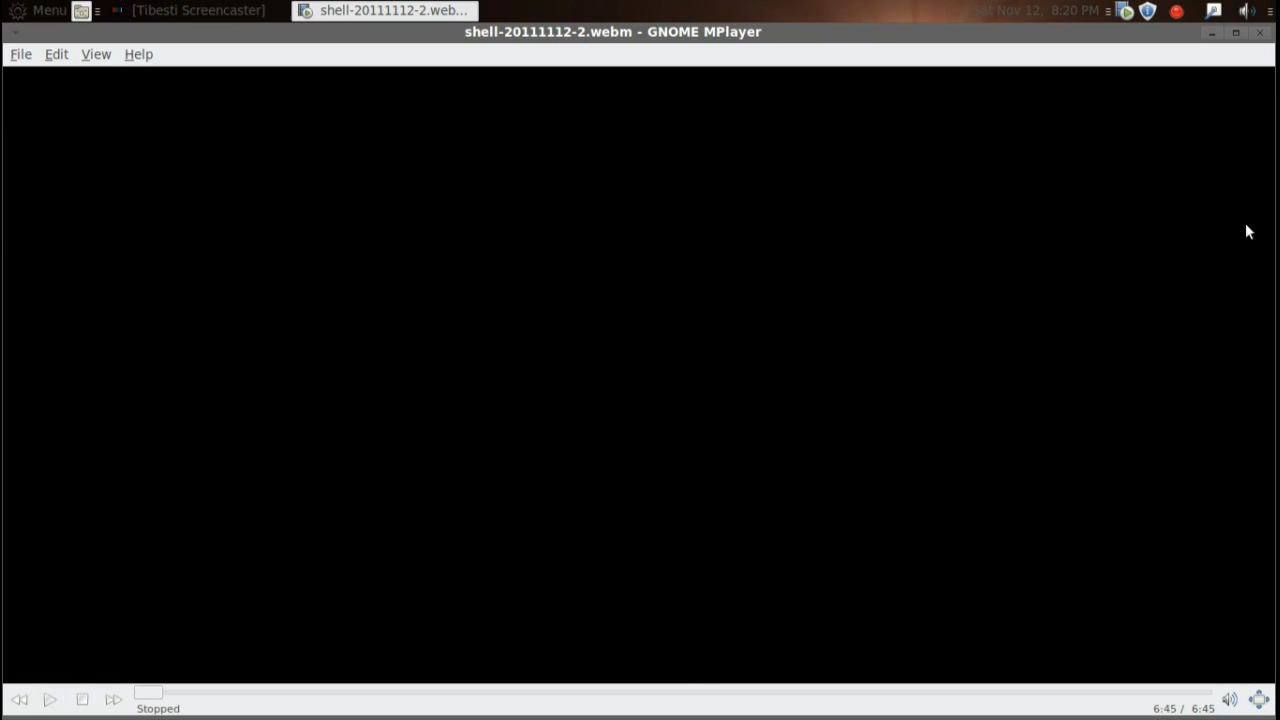 Menu [Tibesti Screencaster] shell-20111112-2.web... Sat Nov 12, 8:20 PM
shell-20111112-2.webm - GNOME MPlayer
File Edit View Help
Stopped 6:45 / 6:45